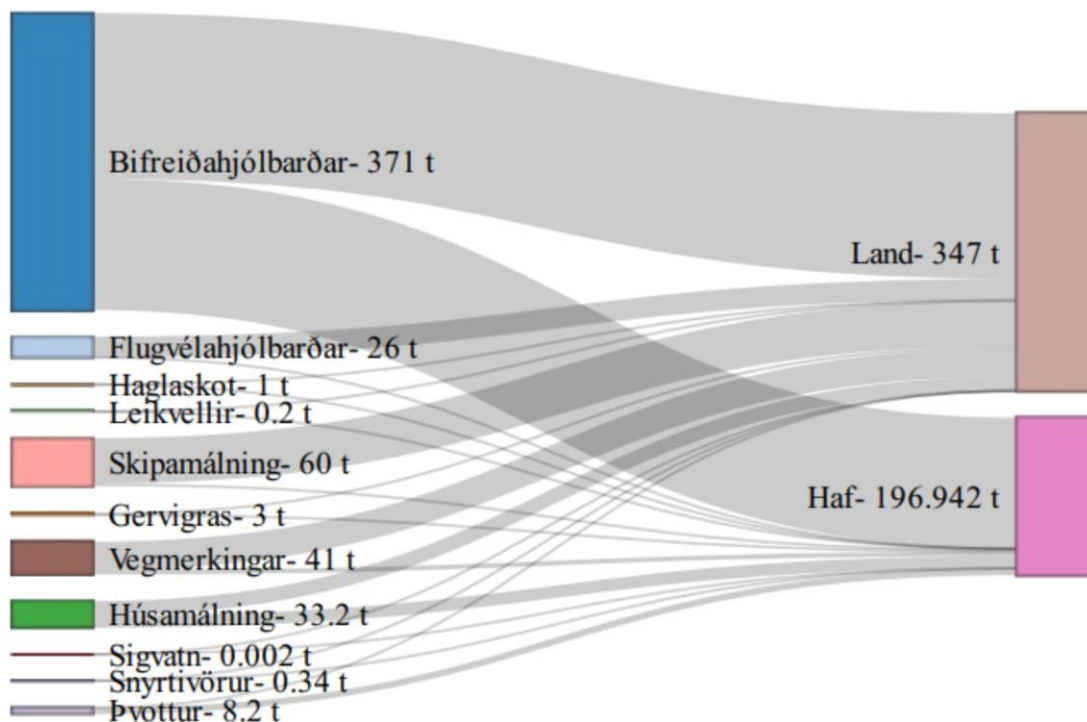 Bifreiðahjólbarðar- 371 t
Land- 347 t
Flugvélahjólbarðar- 26 t
Haglaskot- 1 t
Leikvellir- 0.2 t
Skipamálning- 60 t
Haf- 196.942 t
Gervigras- 3 t
Vegmerkingar- 41 t
Húsamálning- 33.2 t
Sigvatn- 0.002 t
Snyrtivörur- 0.34 t
Þvottur- 8.2 t